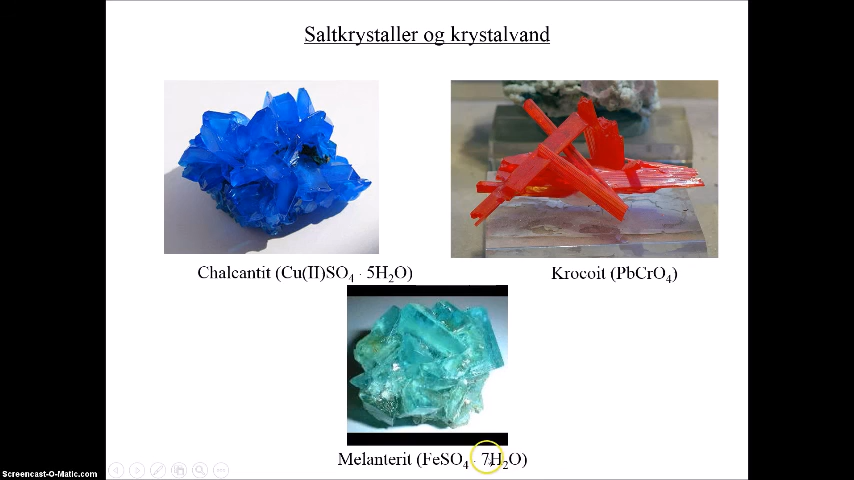 Saltkrystaller og krystalvand
Chalcantit (Cu(II)SO₄ · 5H₂O)
Krocoit (PbCrO₄)
Melanterit (FeSO₄ · 7H₂O)
Screencast-O-Matic.com